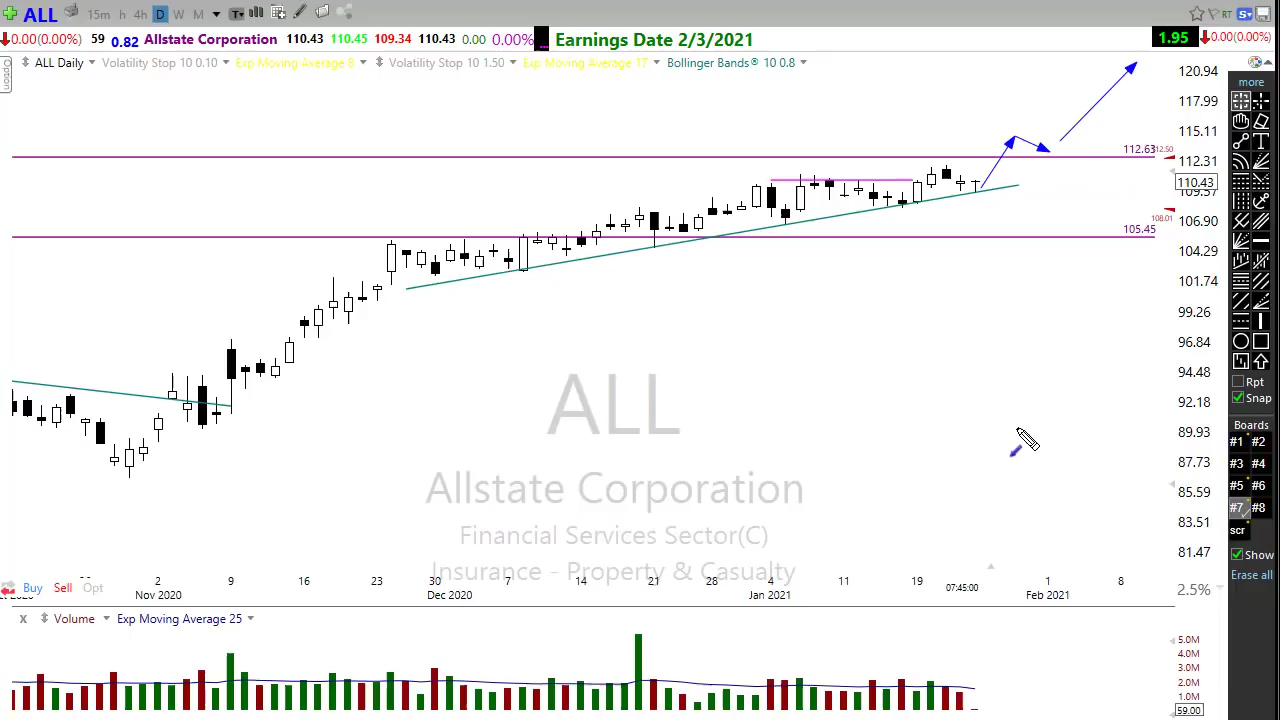 ALL 15m h 4h D W M T RT S
0.00(0.00%) 59 0.82 Allstate Corporation 110.43 110.45 109.34 110.43 0.00 0.00% Earnings Date 2/3/2021 1.95 0.00(0.00%)
Option ALL Daily Volatility Stop 10 0.10 Exp Moving Average 8 Volatility Stop 10 1.50 Exp Moving Average 17 Bollinger Bands® 10 0.8
120.94
more
117.99
115.11
112.63
112.50
112.31
110.43
109.57
108.01
106.90
105.45
104.29
101.74
99.26
96.84
94.48
Rpt
Snap
92.18
ALL
Boards
89.93
#1 #2
87.73
#3 #4
Allstate Corporation
85.59
#5 #6
#7 #8
83.51
Financial Services Sector(C)
scr
81.47
Show
Insurance - Property & Casualty
Erase all
2 9 16 23 30 7 14 21 28 4 11 19 07:45:00 1 8
Buy Sell Opt
2.5%
Nov 2020 Dec 2020 Jan 2021 Feb 2021
x Volume Exp Moving Average 25
5.0M
4.0M
3.0M
2.0M
1.0M
59.00